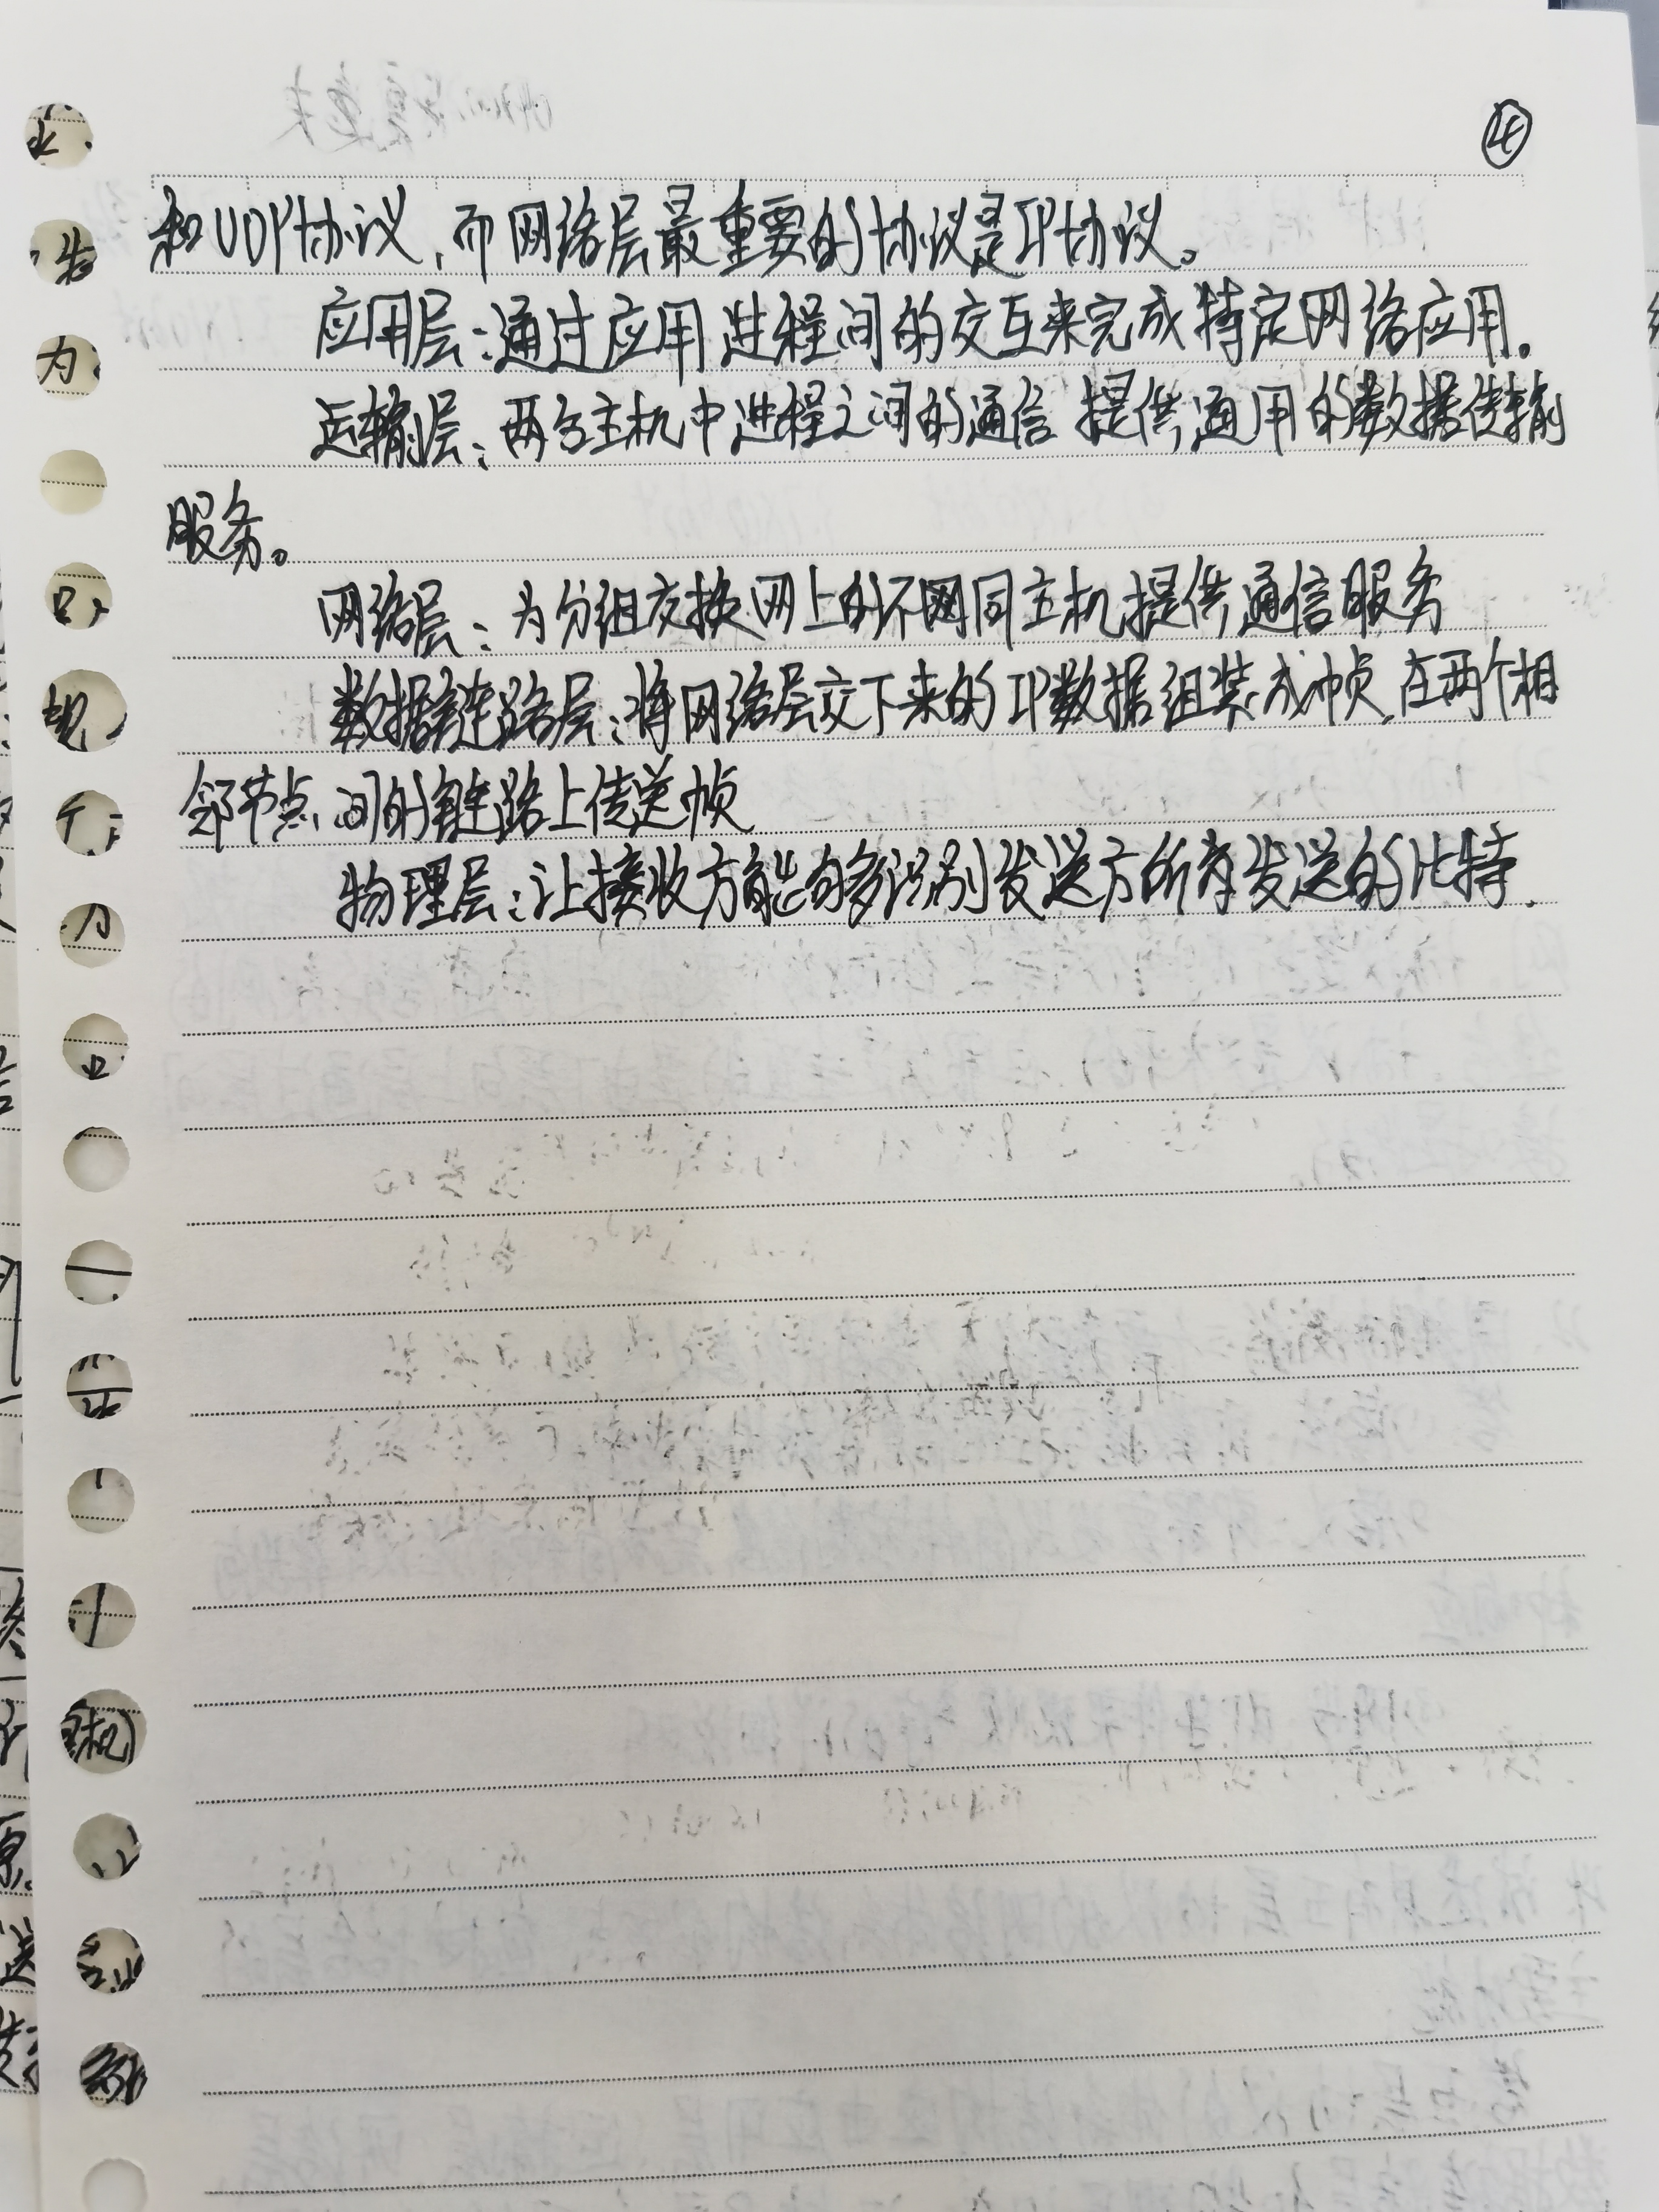 ④
和UDP协议，而网络层最重要的协议是IP协议。
应用层：通过应用进程间的交互来完成特定网络应用.
运输层：两台主机中进程之间的通信 提供通用的数据传输
服务。
网络层：为分组交换网上的不同主机提供通信服务
数据链路层：将网络层交下来的IP数据组装成帧,在两个相
邻节点间的链路上传送帧
物理层：让接收方能够识别发送方所有发送的比特.